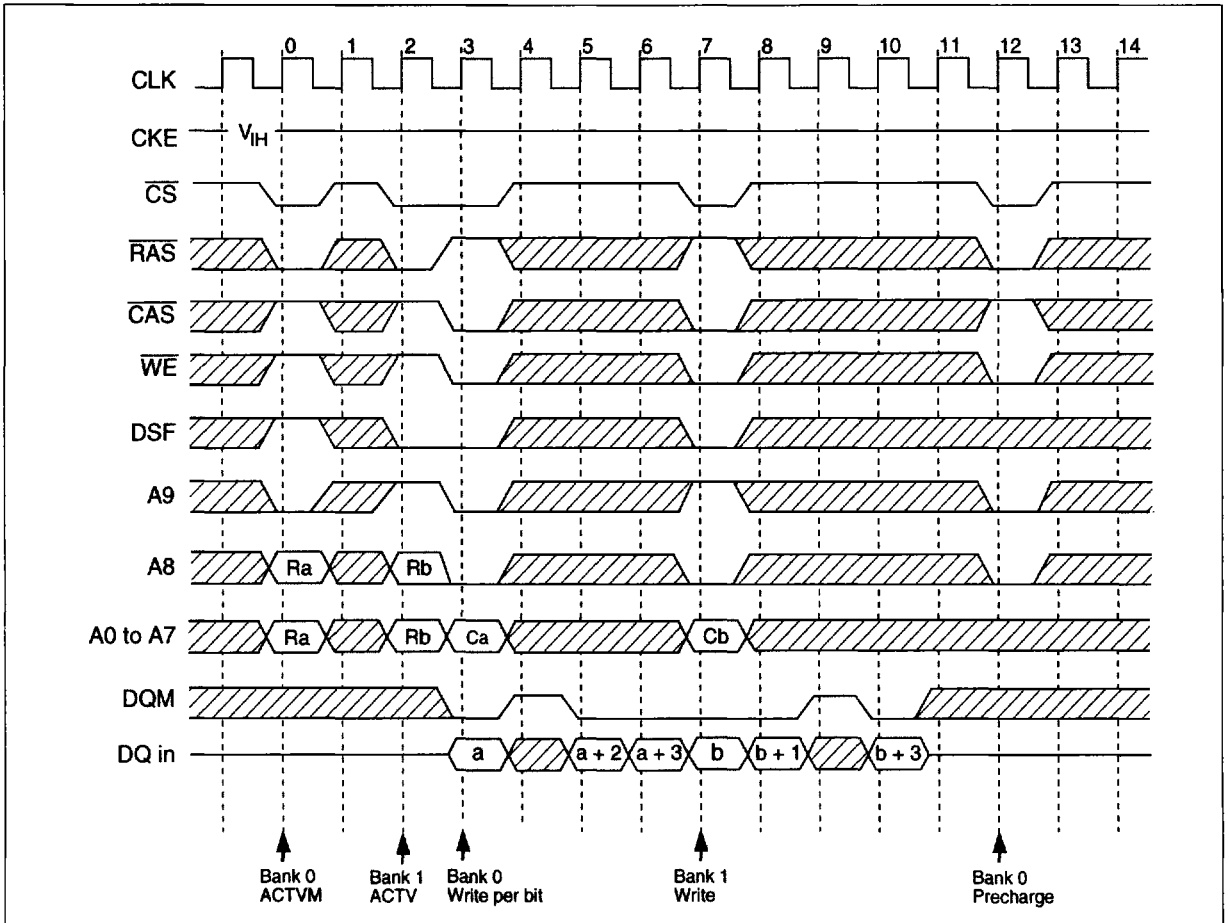 0 1 2 3 4 5 6 7 8 9 10 11 12 13 14
CLK
CKE VIH
CS
RAS
CAS
WE
DSF
A9
A8 Ra Rb
A0 to A7 Ra Rb Ca Cb
DQM
DQ in a a + 2 a + 3 b b + 1 b + 3
Bank 0 Bank 1 Bank 0 Bank 1 Bank 0
ACTVM ACTV Write per bit Write Precharge